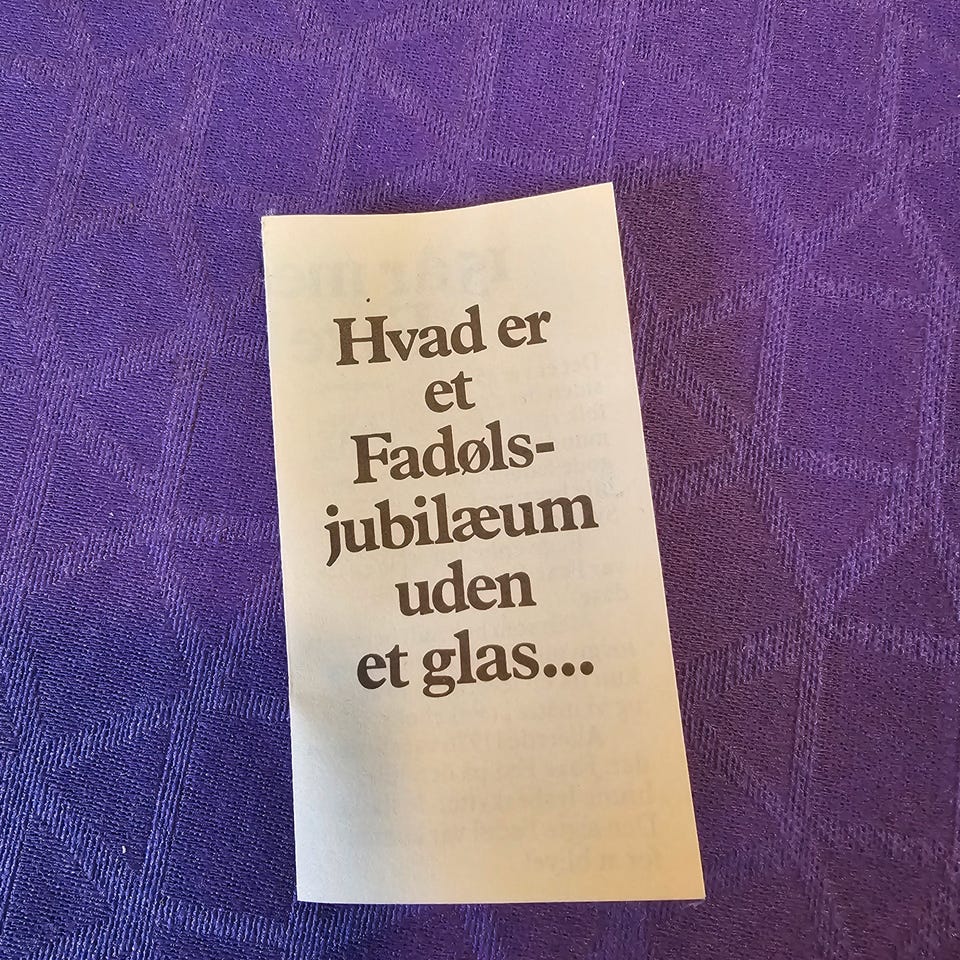 Hvad er
et
Fadøls-
jubilæum
uden
et glas...